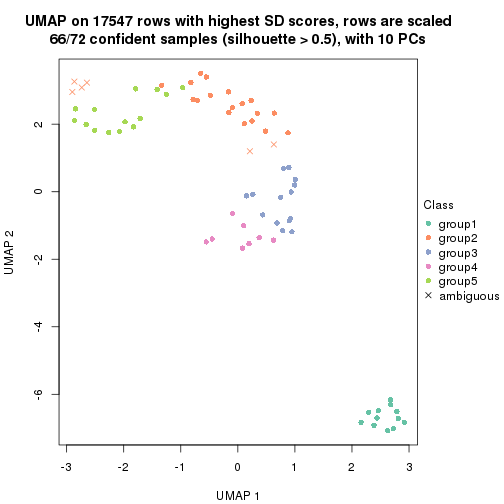 UMAP on 17547 rows with highest SD scores, rows are scaled
66/72 confident samples (silhouette > 0.5), with 10 PCs
2
0
-2
-4
-6
UMAP 2
-3
-2
-1
0
1
2
3
UMAP 1
Class
group1
group2
group3
group4
group5
ambiguous